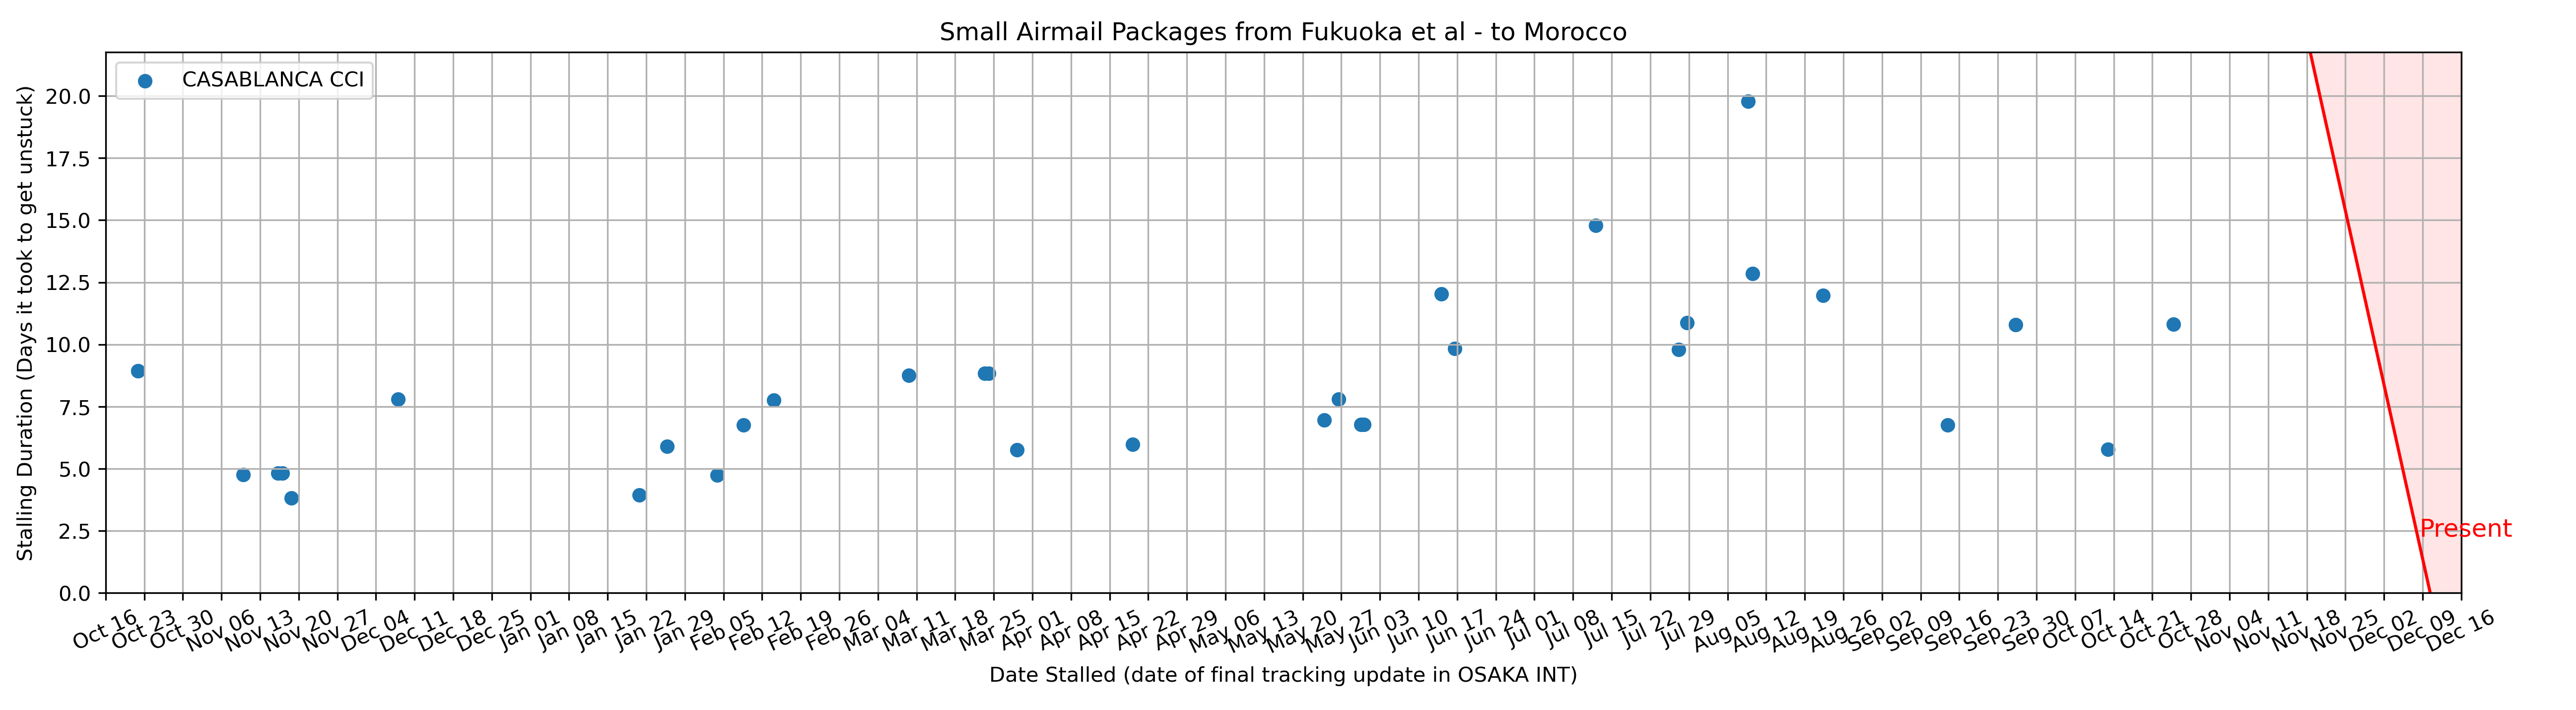 Small Airmail Packages from Fukuoka et al - to Morocco
CASABLANCA CCI
Stalling Duration (Days it took to get unstuck)
20.0
17.5
15.0
12.5
10.0
7.5
5.0
2.5
0.0
Present
Oct 16 Oct 23 Oct 30 Nov 06 Nov 13 Nov 20 Nov 27 Dec 04 Dec 11 Dec 18 Dec 25 Jan 01 Jan 08 Jan 15 Jan 22 Jan 29 Feb 05 Feb 12 Feb 19 Feb 26 Mar 04 Mar 11 Mar 18 Mar 25 Apr 01 Apr 08 Apr 15 Apr 22 Apr 29 May 06 May 13 May 20 May 27 Jun 03 Jun 10 Jun 17 Jun 24 Jul 01 Jul 08 Jul 15 Jul 22 Jul 29 Aug 05 Aug 12 Aug 19 Aug 26 Sep 02 Sep 09 Sep 16 Sep 23 Sep 30 Oct 07 Oct 14 Oct 21 Oct 28 Nov 04 Nov 11 Nov 18 Nov 25 Dec 02 Dec 09 Dec 16
Date Stalled (date of final tracking update in OSAKA INT)